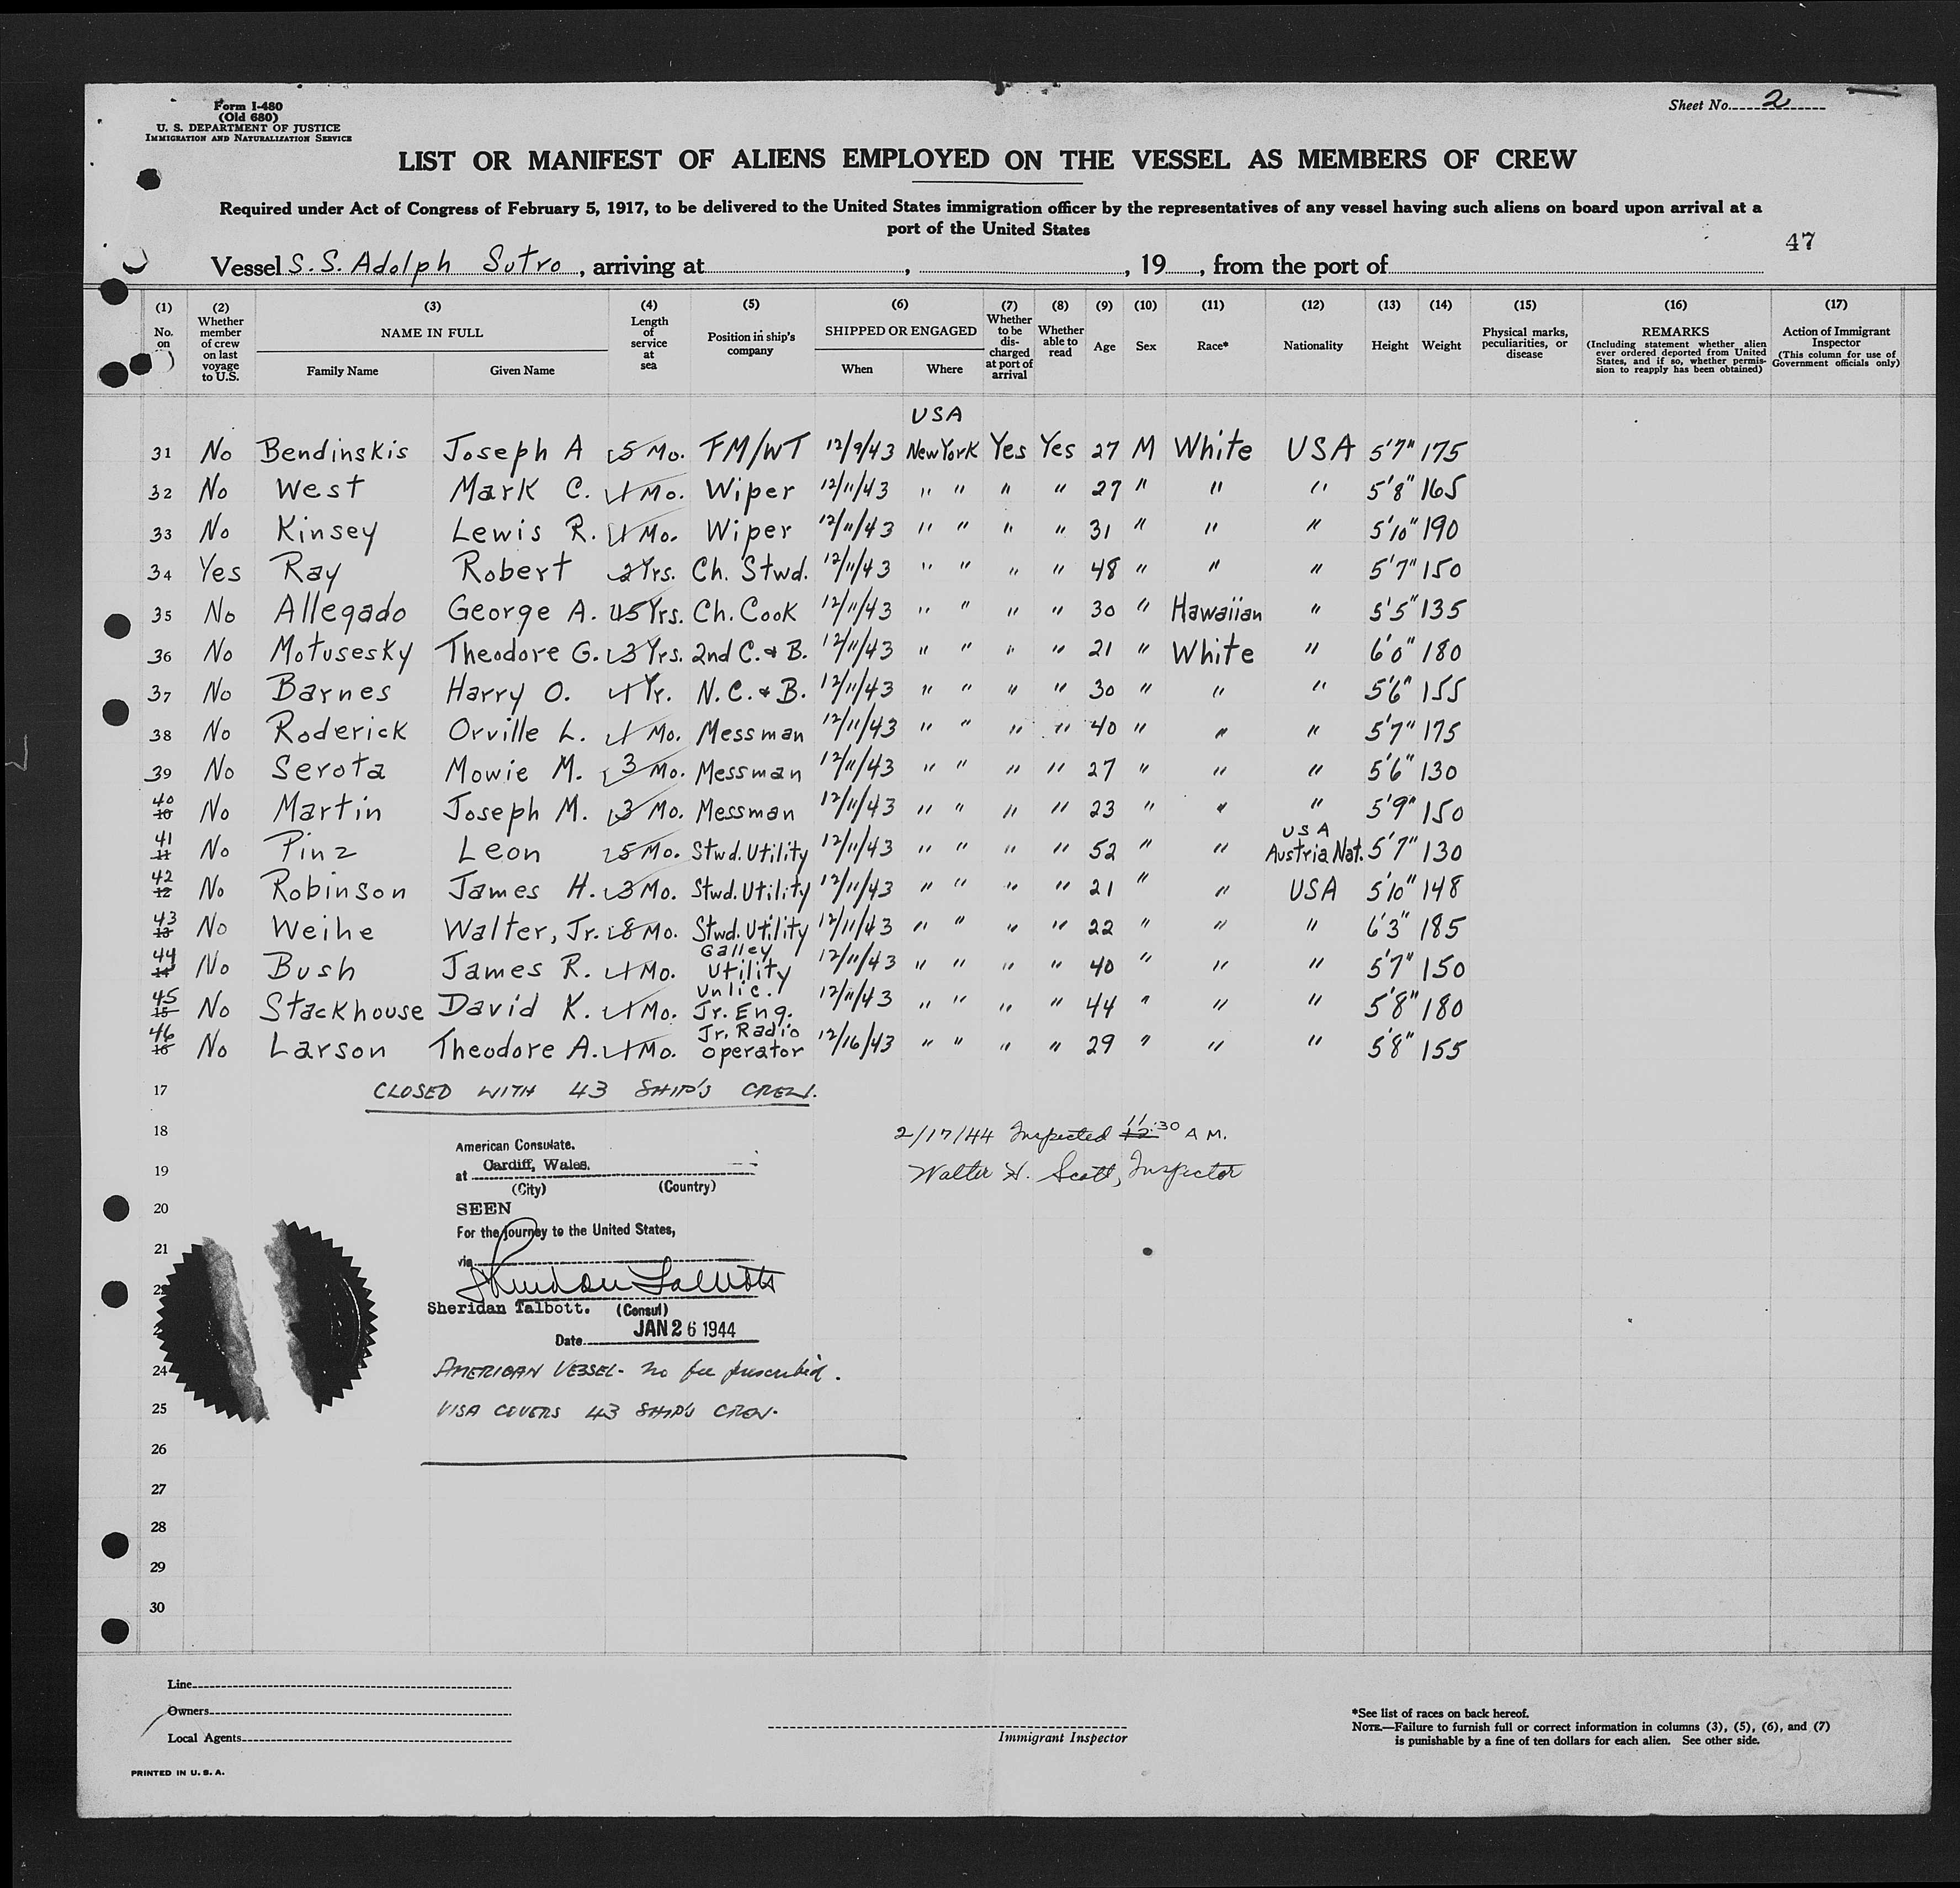 Form I-480
(Old 680)
U. S. DEPARTMENT OF JUSTICE
IMMIGRATION AND NATURALIZATION SERVICE
Sheet No. 2
LIST OR MANIFEST OF ALIENS EMPLOYED ON THE VESSEL AS MEMBERS OF CREW
Required under Act of Congress of February 5, 1917, to be delivered to the United States immigration officer by the representatives of any vessel having such aliens on board upon arrival at a
port of the United States
47
Vessel S.S. Adolph Sutro, arriving at , , 19 , from the port of
(1) No. on
(2) Whether member of crew on last voyage to U.S.
(3) NAME IN FULL
Family Name Given Name
(4) Length of service at sea
(5) Position in ship's company
(6) SHIPPED OR ENGAGED
When Where
(7) Whether to be discharged at port of arrival
(8) Whether able to read
(9) Age
(10) Sex
(11) Race*
(12) Nationality
(13) Height
(14) Weight
(15) Physical marks, peculiarities, or disease
(16) REMARKS (Including statement whether alien ever ordered deported from United States, and if so, whether permission to reapply has been obtained)
(17) Action of Immigrant Inspector (This column for use of Government officials only)
USA
31 No Bendinskis Joseph A 5 Mo. FM/WT 12/9/43 New York Yes Yes 27 M White USA 5'7" 175
32 No West Mark C. 1 Mo. Wiper 12/11/43 " " " " 27 " " " 5'8" 165
33 No Kinsey Lewis R. 1 Mo. Wiper 12/11/43 " " " " 31 " " " 5'10" 190
34 Yes Ray Robert 2 Yrs. Ch. Stwd. 12/11/43 " " " " 48 " " " 5'7" 150
35 No Allegado George A. 15 Yrs. Ch. Cook 12/11/43 " " " " 30 " Hawaiian " 5'5" 135
36 No Motusesky Theodore G. 3 Yrs. 2nd C. & B. 12/11/43 " " " " 21 " White " 6'0" 180
37 No Barnes Harry O. 1 Yr. N.C. & B. 12/11/43 " " " " 30 " " " 5'6" 155
38 No Roderick Orville L. 1 Mo. Messman 12/11/43 " " " " 40 " " " 5'7" 175
39 No Serota Mowie M. 3 Mo. Messman 12/11/43 " " " " 27 " " " 5'6" 130
40 10 No Martin Joseph M. 3 Mo. Messman 12/11/43 " " " " 23 " " " 5'9" 150
41 11 No Pinz Leon 5 Mo. Stwd. Utility 12/11/43 " " " " 52 " " USA Austria Nat. 5'7" 130
42 12 No Robinson James H. 3 Mo. Stwd. Utility 12/11/43 " " " " 21 " " USA 5'10" 148
43 13 No Weihe Walter, Jr. 8 Mo. Stwd. Utility 12/11/43 " " " " 22 " " " 6'3" 185
44 14 No Bush James R. 1 Mo. Galley Utility 12/11/43 " " " " 40 " " " 5'7" 150
45 15 No Stackhouse David K. 1 Mo. Unlic. Jr. Eng. 12/11/43 " " " " 44 " " " 5'8" 180
46 16 No Larson Theodore A. 1 Mo. Jr. Radio operator 12/16/43 " " " " 29 " " " 5'8" 155
17 CLOSED WITH 43 SHIP'S CREW.
18 2/17/44 Inspected 12 11:30 A M.
American Consulate.
19 at Cardiff, Wales. Walter H. Scott, Inspector
(City) (Country)
20 SEEN
For the journey to the United States,
21
via
22
Sheridan Talbott
Sheridan Talbott. (Consul)
Date JAN 26 1944
24 AMERICAN VESSEL - no fee prescribed.
25 VISA COVERS 43 SHIP'S CREW.
26
27
28
29
30
Line
Owners
Local Agents
Immigrant Inspector
*See list of races on back hereof.
NOTE.—Failure to furnish full or correct information in columns (3), (5), (6), and (7)
is punishable by a fine of ten dollars for each alien. See other side.
PRINTED IN U. S. A.